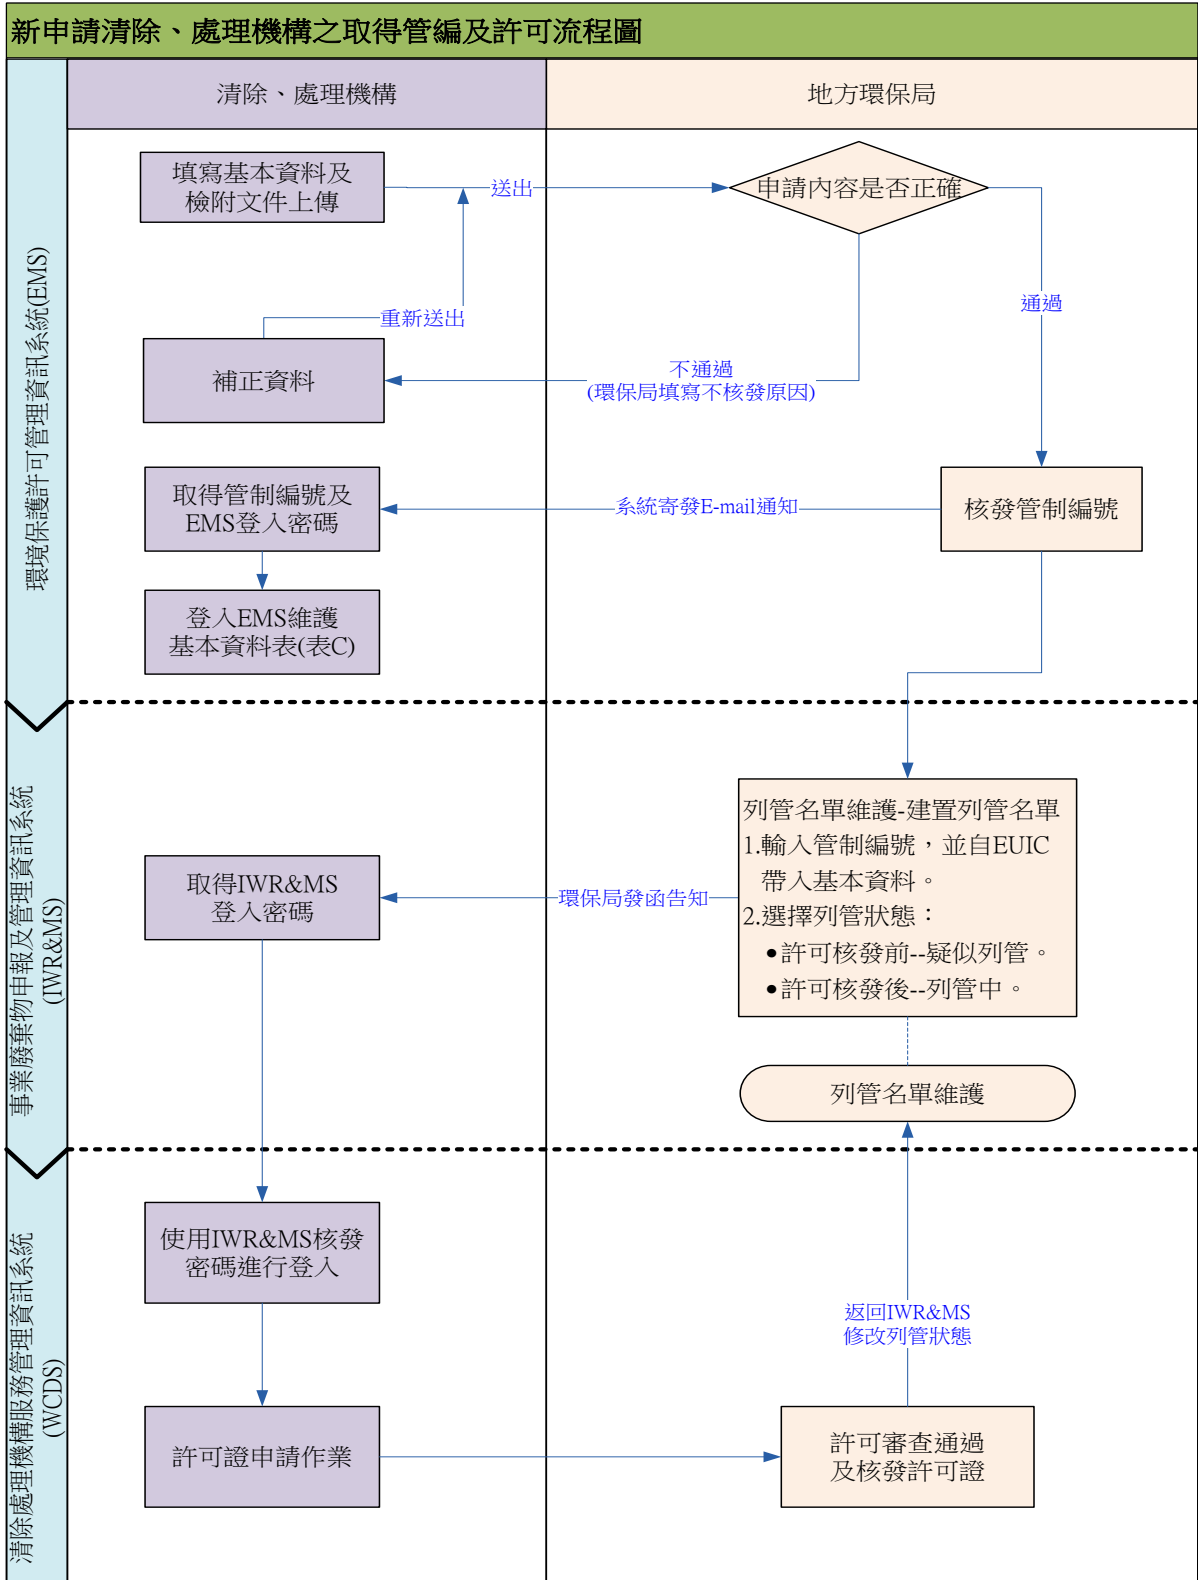 新申請清除、處理機構之取得管編及許可流程圖
清除、處理機構
地方環保局
環境保護許可管理資訊系統(EMS)
填寫基本資料及
檢附文件上傳
送出
申請內容是否正確
重新送出
通過
補正資料
不通過
(環保局填寫不核發原因)
取得管制編號及
EMS登入密碼
系統寄發E-mail通知
核發管制編號
登入EMS維護
基本資料表(表C)
事業廢棄物申報及管理資訊系統
(IWR&MS)
列管名單維護-建置列管名單
1.輸入管制編號，並自EUIC
帶入基本資料。
2.選擇列管狀態：
●許可核發前--疑似列管。
●許可核發後--列管中。
取得IWR&MS
登入密碼
環保局發函告知
列管名單維護
清除處理機構服務管理資訊系統
(WCDS)
使用IWR&MS核發
密碼進行登入
返回IWR&MS
修改列管狀態
許可證申請作業
許可審查通過
及核發許可證